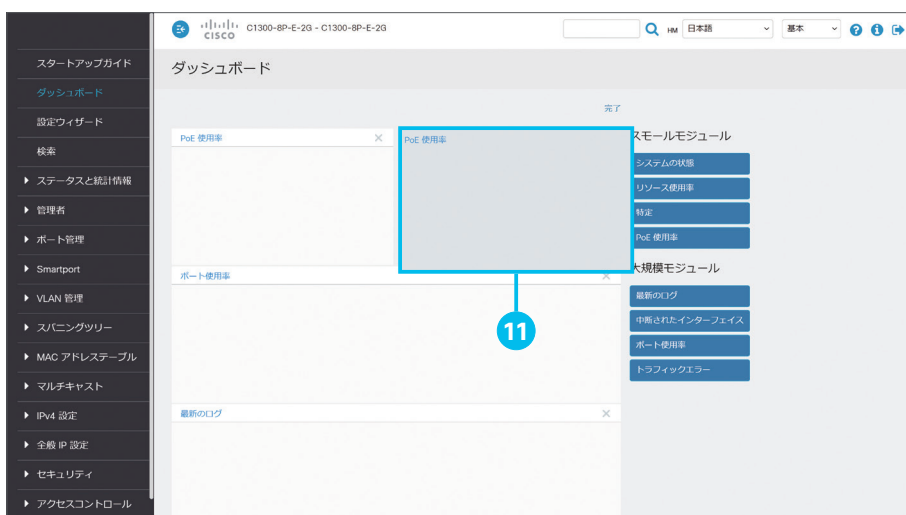 CISCO C1300-8P-E-2G - C1300-8P-E-2G
HM 日本語 基本
スタートアップガイド
ダッシュボード
設定ウィザード
検索
ステータスと統計情報
管理者
ポート管理
Smartport
VLAN 管理
スパニングツリー
MAC アドレステーブル
マルチキャスト
IPv4 設定
全般 IP 設定
セキュリティ
アクセスコントロール
ダッシュボード
完了
PoE 使用率
PoE 使用率
ポート使用率
11
最新のログ
スモールモジュール
システムの状態
リソース使用率
特定
PoE 使用率
大規模モジュール
最新のログ
中断されたインターフェイス
ポート使用率
トラフィックエラー